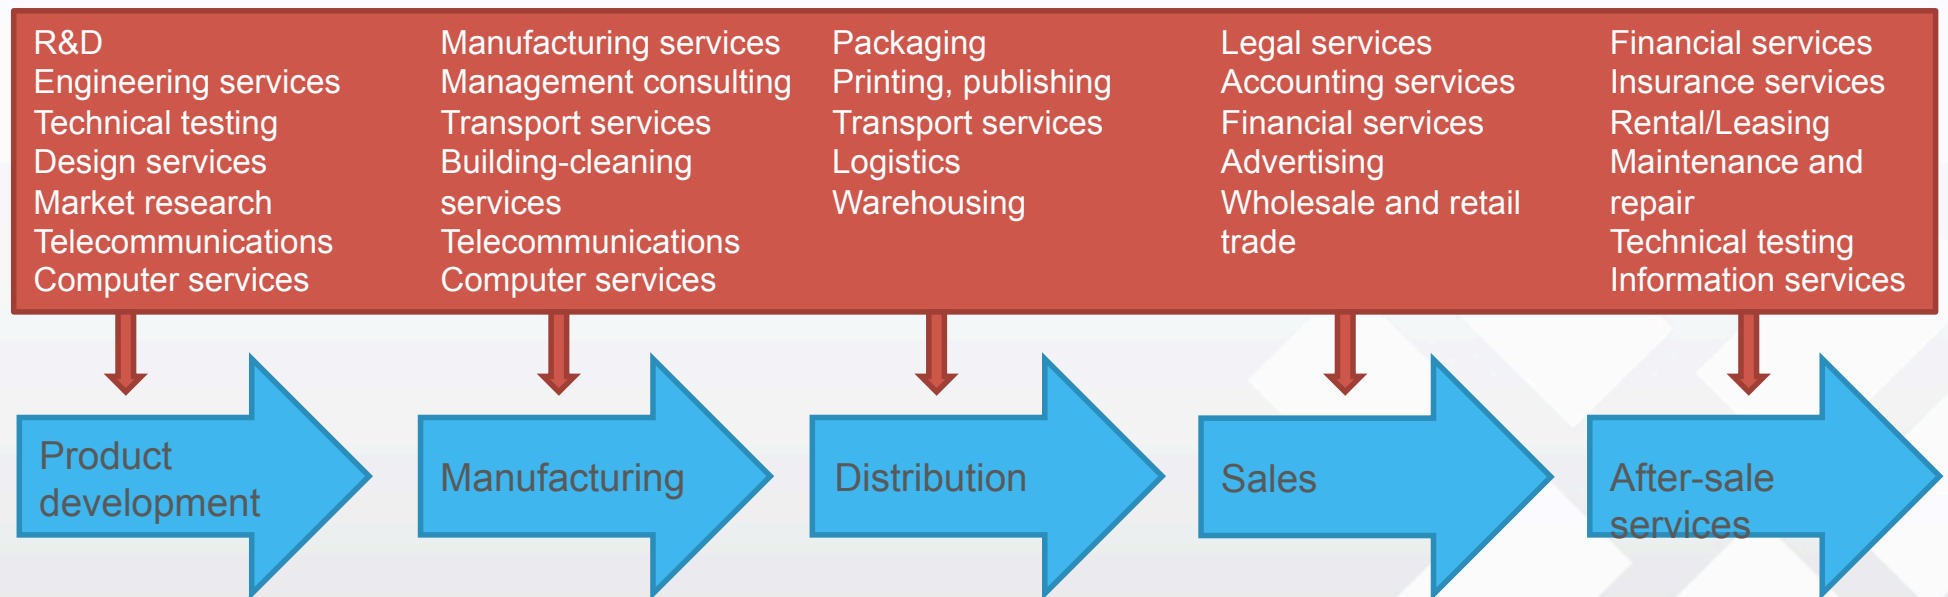 R&D
Engineering services
Technical testing
Design services
Market research
Telecommunications
Computer services
Manufacturing services
Management consulting
Transport services
Building-cleaning
services
Telecommunications
Computer services
Packaging
Printing, publishing
Transport services
Logistics
Warehousing
Legal services
Accounting services
Financial services
Advertising
Wholesale and retail
trade
Financial services
Insurance services
Rental/Leasing
Maintenance and
repair
Technical testing
Information services
Product
development
Manufacturing
Distribution
Sales
After-sale
services